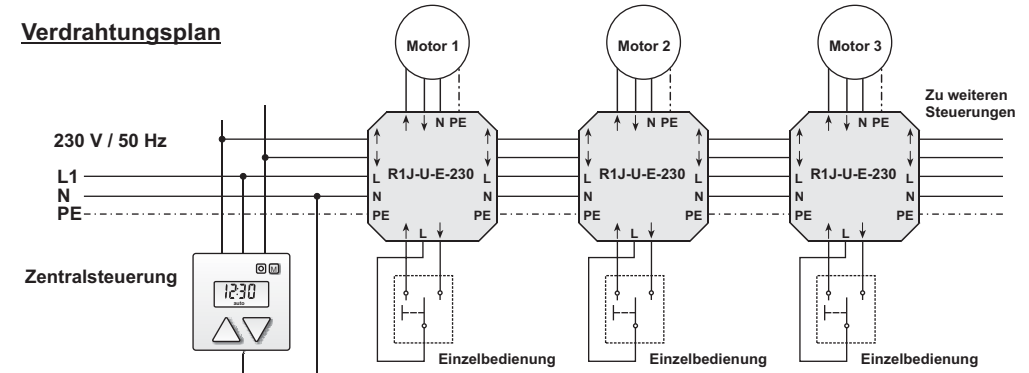 Verdrahtungsplan
Motor 1
Motor 2
Motor 3
Zu weiteren
Steuerungen
↑ ↓ N PE
↑ ↓ N PE
↑ ↓ N PE
230 V / 50 Hz
L1
N
PE
R1J-U-E-230
L L
N N
PE PE
↑ L ↓
R1J-U-E-230
L L
N N
PE PE
↑ L ↓
R1J-U-E-230
L L
N N
PE PE
↑ L ↓
Zentralsteuerung
M
12:30
auto
Einzelbedienung
Einzelbedienung
Einzelbedienung